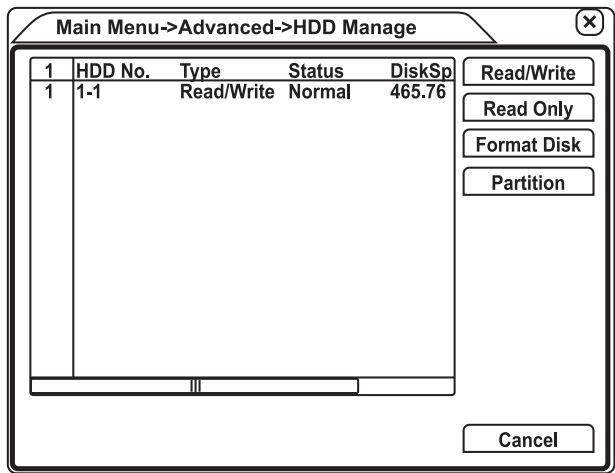 Main Menu->Advanced->HDD Manage
1 HDD No. Type Status DiskSp
1 1-1 Read/Write Normal 465.76
Read/Write
Read Only
Format Disk
Partition
Cancel